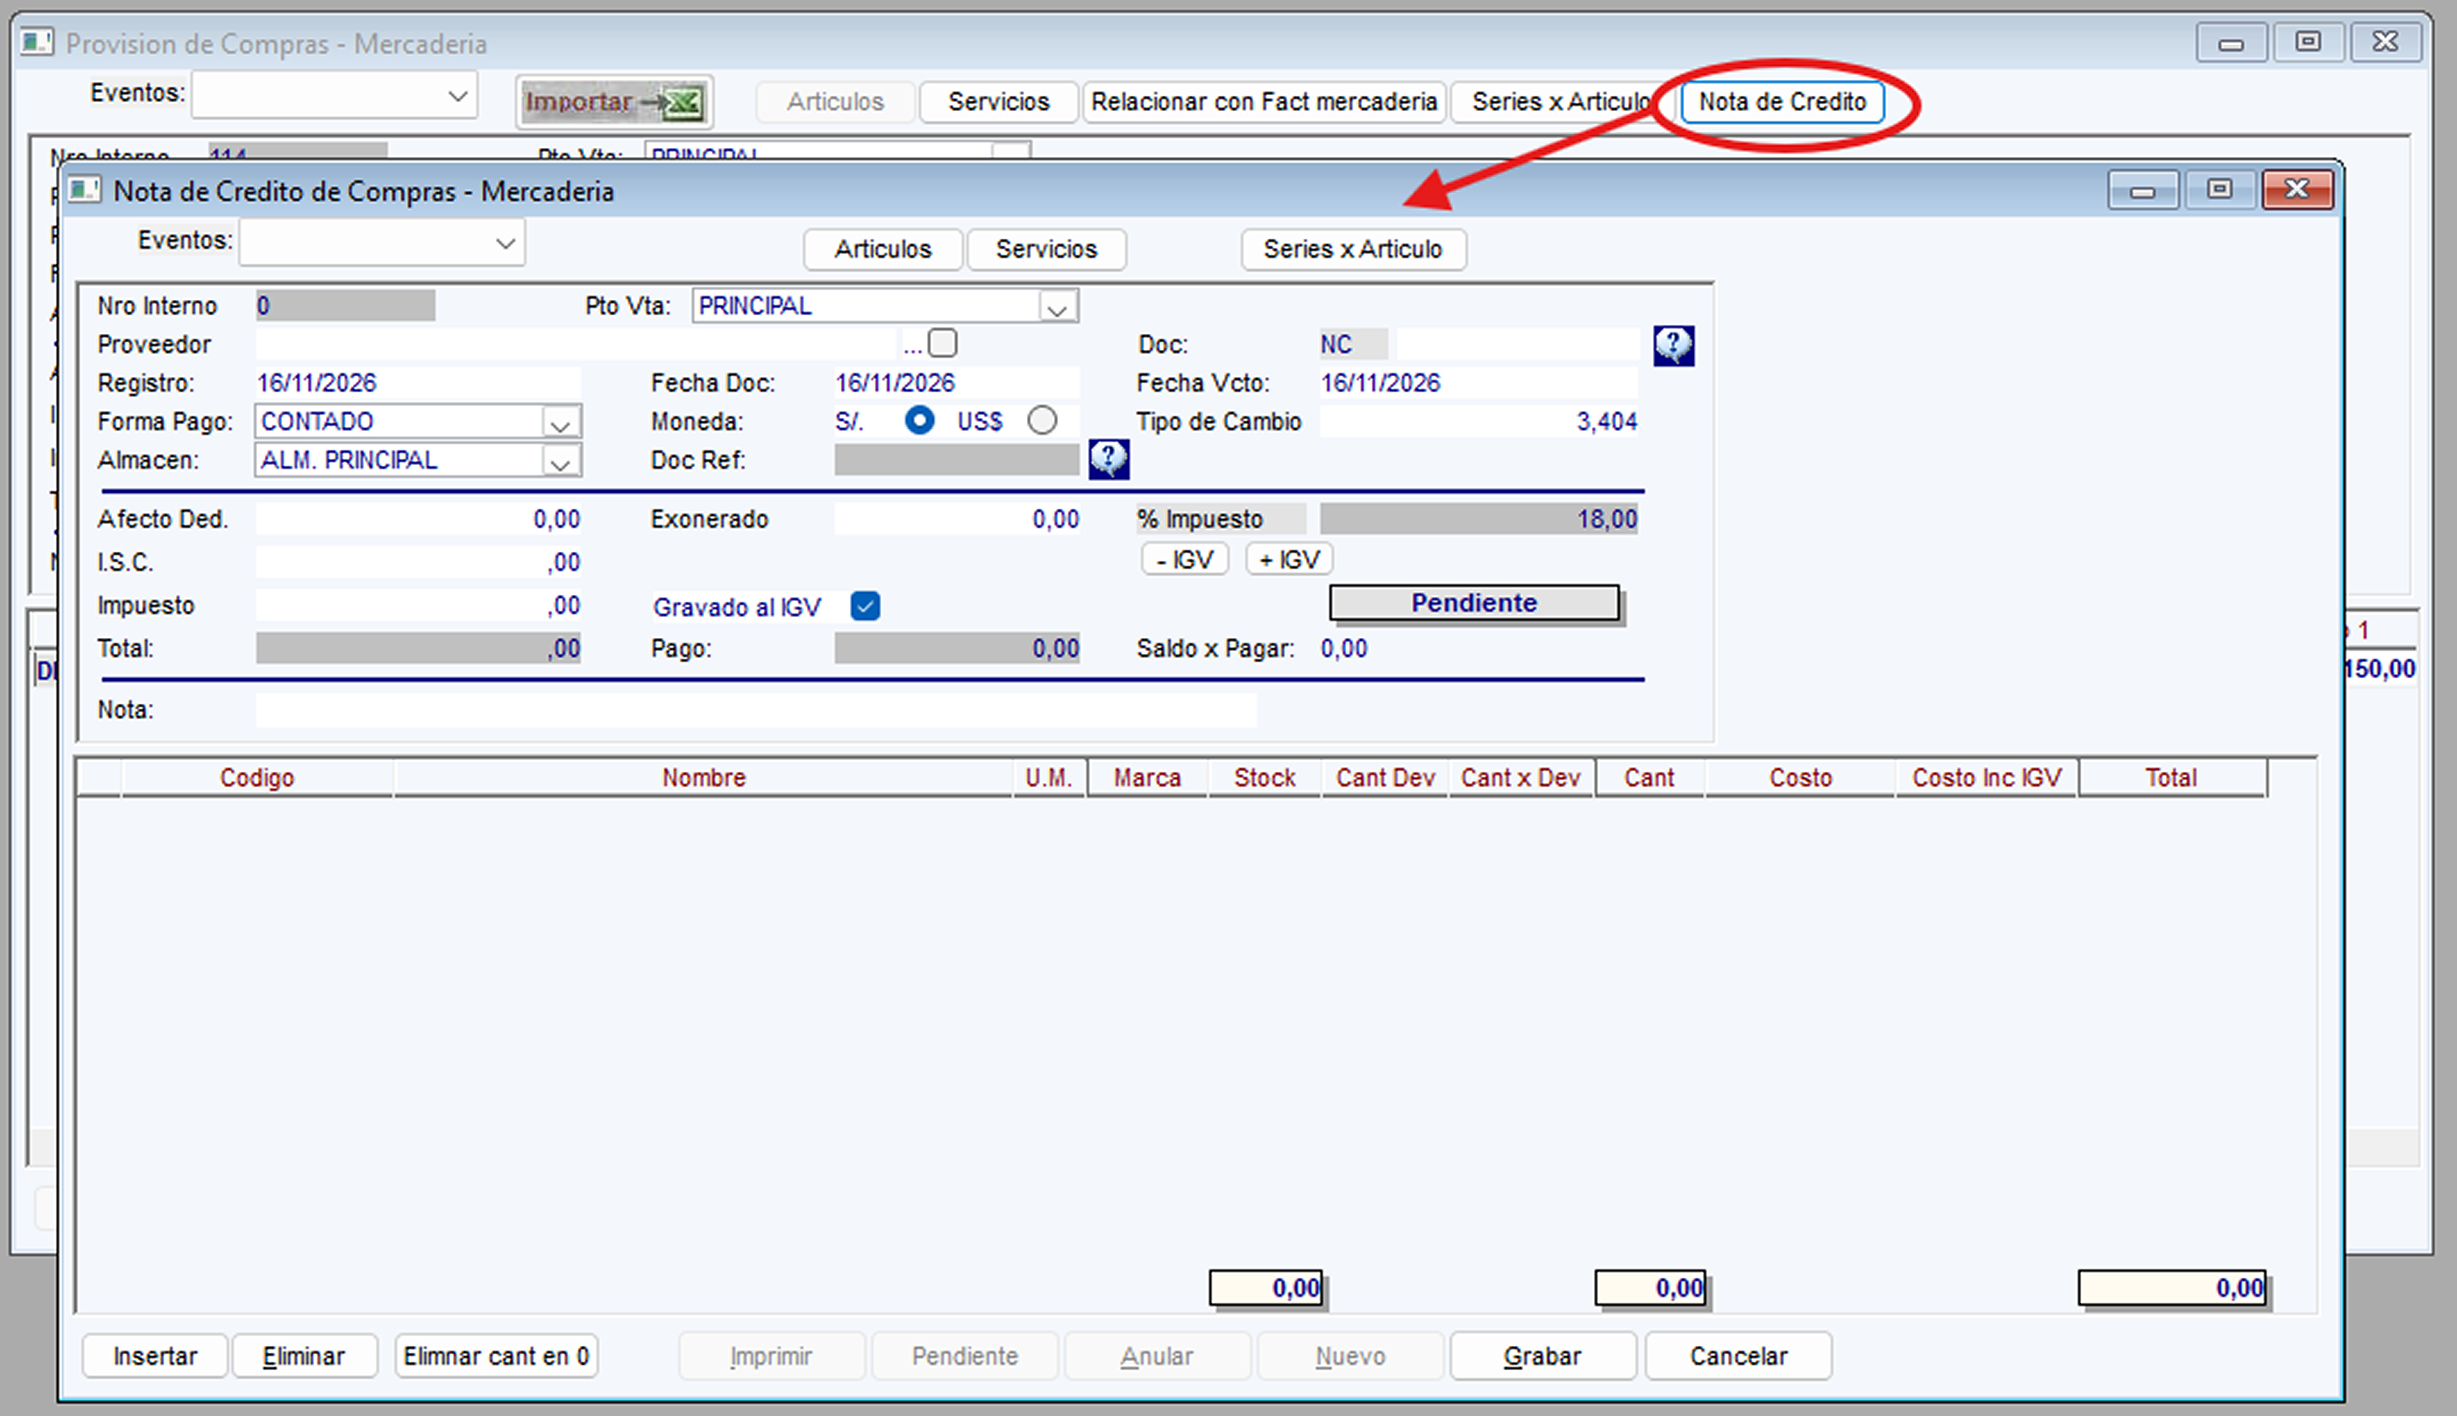 Provision de Compras - Mercaderia
Eventos:
Importar Articulos Servicios Relacionar con Fact mercaderia Series x Articulo Nota de Credito
Nro Interno 114 Pto Vta: PRINCIPAL
Nota de Credito de Compras - Mercaderia
Eventos:
Articulos Servicios Series x Articulo
Nro Interno 0 Pto Vta: PRINCIPAL
Proveedor ... Doc: NC
Registro: 16/11/2026 Fecha Doc: 16/11/2026 Fecha Vcto: 16/11/2026
Forma Pago: CONTADO Moneda: S/. US$ Tipo de Cambio 3,404
Almacen: ALM. PRINCIPAL Doc Ref:
Afecto Ded. 0,00 Exonerado 0,00 % Impuesto 18,00
I.S.C. ,00 - IGV + IGV
Impuesto ,00 Gravado al IGV Pendiente
Total: ,00 Pago: 0,00 Saldo x Pagar: 0,00
1
150,00
Nota:
Codigo Nombre U.M. Marca Stock Cant Dev Cant x Dev Cant Costo Costo Inc IGV Total
0,00 0,00 0,00
Insertar Eliminar Elimnar cant en 0 Imprimir Pendiente Anular Nuevo Grabar Cancelar